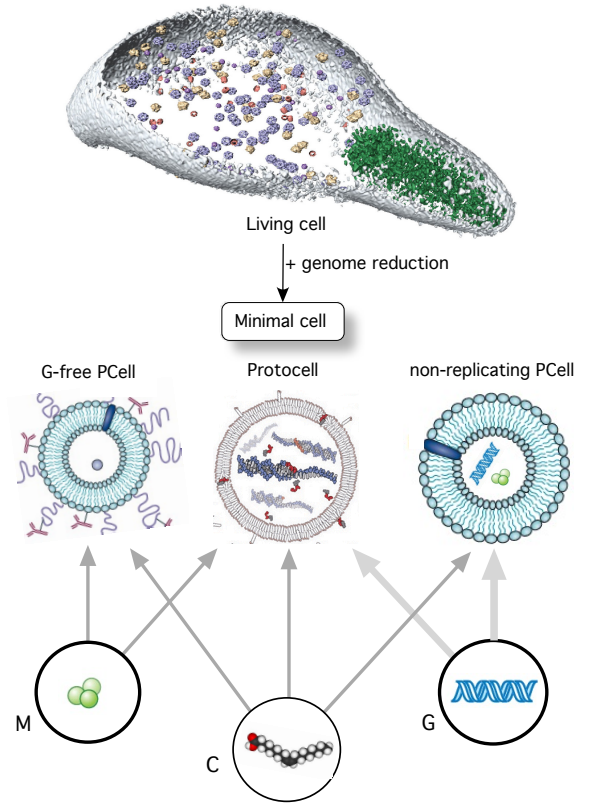 Living cell
+ genome reduction
Minimal cell
G-free PCell
Protocell
non-replicating PCell
M
C
G